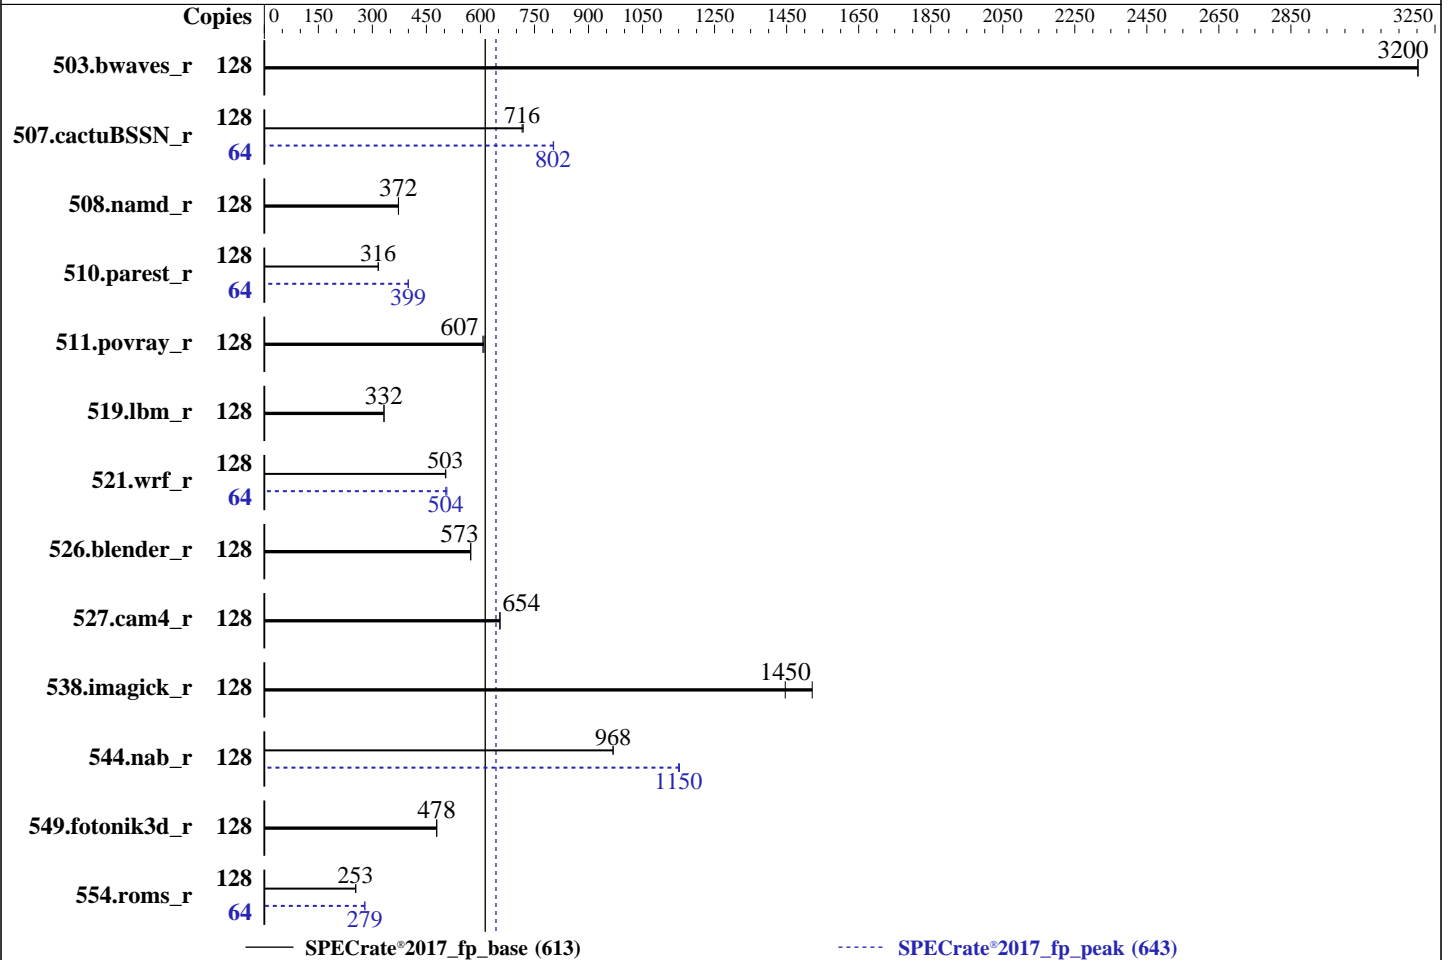 Copies 0 150 300 450 600 750 900 1050 1250 1450 1650 1850 2050 2250 2450 2650 2850 3250
503.bwaves_r 128 3200
507.cactuBSSN_r 128 716
64 802
508.namd_r 128 372
510.parest_r 128 316
64 399
511.povray_r 128 607
519.lbm_r 128 332
521.wrf_r 128 503
64 504
526.blender_r 128 573
527.cam4_r 128 654
538.imagick_r 128 1450
544.nab_r 128 968
1150
549.fotonik3d_r 128 478
554.roms_r 128 253
64 279
SPECrate®2017_fp_base (613) SPECrate®2017_fp_peak (643)